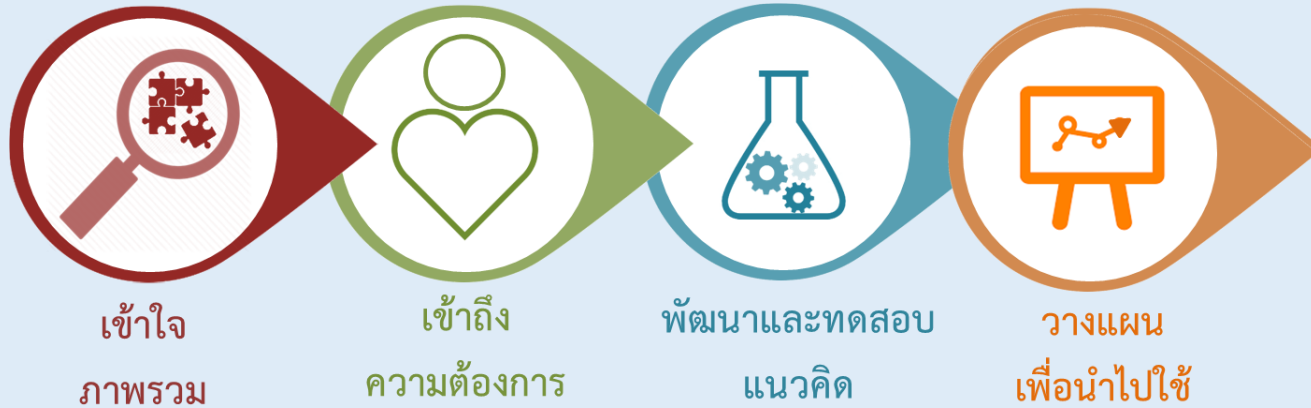 เข้าใจ
ภาพรวม
เข้าถึง
ความต้องการ
พัฒนาและทดสอบ
แนวคิด
วางแผน
เพื่อนำไปใช้